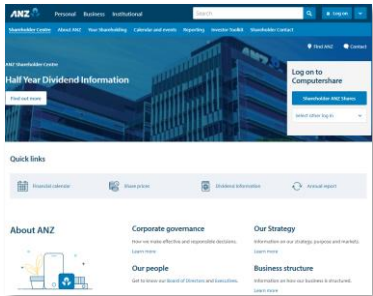 ANZ
Personal Business Institutional
Search
Log on
Shareholder Centre About ANZ Your Shareholding Calendar and events Reporting Investor Toolkit Shareholder Contact
Find ANZ Contact
ANZ Shareholder Centre
Half Year Dividend Information
Find out more
Log on to
Computershare
Shareholder ANZ Shares
Select other log in
Quick links
Financial calendar
Share prices
Dividend information
Annual report
About ANZ
Corporate governance
How we make effective and responsible decisions.
Learn more
Our people
Get to know our Board of Directors and Executives.
Our Strategy
Information on our strategy, purpose and markets.
Learn more
Business structure
Information on how our business is structured.
Learn more